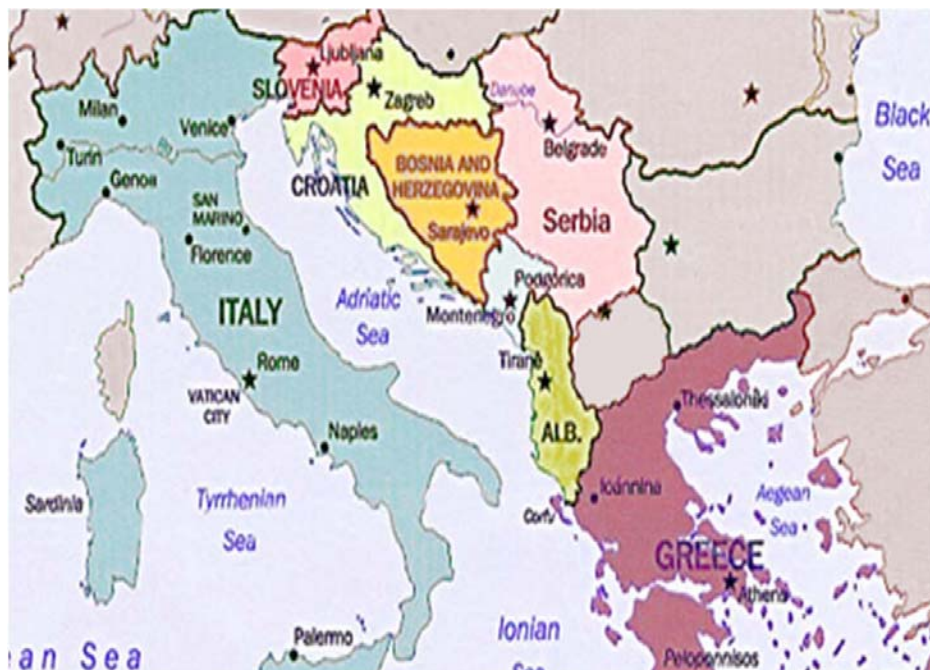 Ljubljana
SLOVENIA
Milan
Zagreb
Danube
Venice
Belgrade
Black
Sea
Turin
BOSNIA AND
HERZEGOVINA
Genoa
CROATIA
SAN
MARINO
Serbia
Sarajevo
Florence
Podgorica
ITALY
Adriatic
Sea
Montenegro
Tiranë
Rome
VATICAN
CITY
Thessaloniki
Naples
Alb.
Sardinia
Tyrrhenian
Sea
Ioánnina
Aegean
Sea
Corfu
GREECE
Athens
Palermo
Ionian
Sea
Peloponnisos
ean Sea